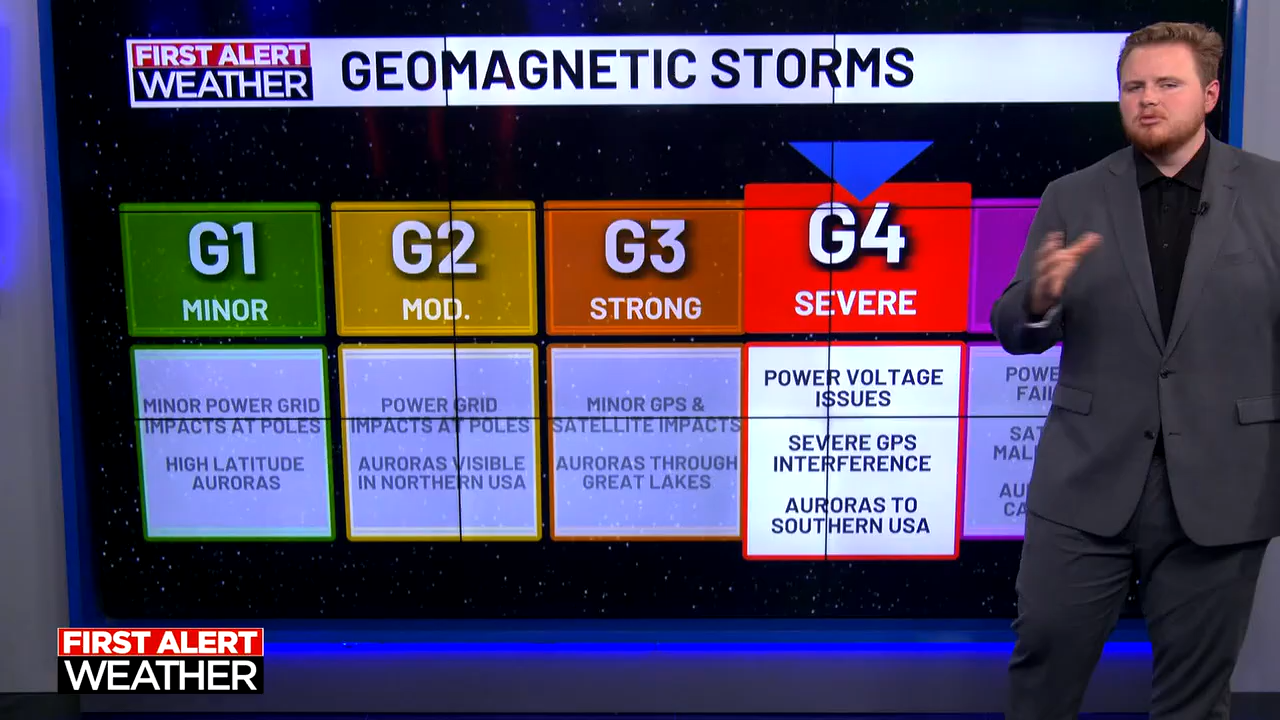 FIRST ALERT
WEATHER
GEOMAGNETIC STORMS
G1
MINOR
MINOR POWER GRID
IMPACTS AT POLES
HIGH LATITUDE
AURORAS
G2
MOD.
POWER GRID
IMPACTS AT POLES
AURORAS VISIBLE
IN NORTHERN USA
G3
STRONG
MINOR GPS &
SATELLITE IMPACTS
AURORAS THROUGH
GREAT LAKES
G4
SEVERE
POWER VOLTAGE
ISSUES
SEVERE GPS
INTERFERENCE
AURORAS TO
SOUTHERN USA
FIRST ALERT
WEATHER